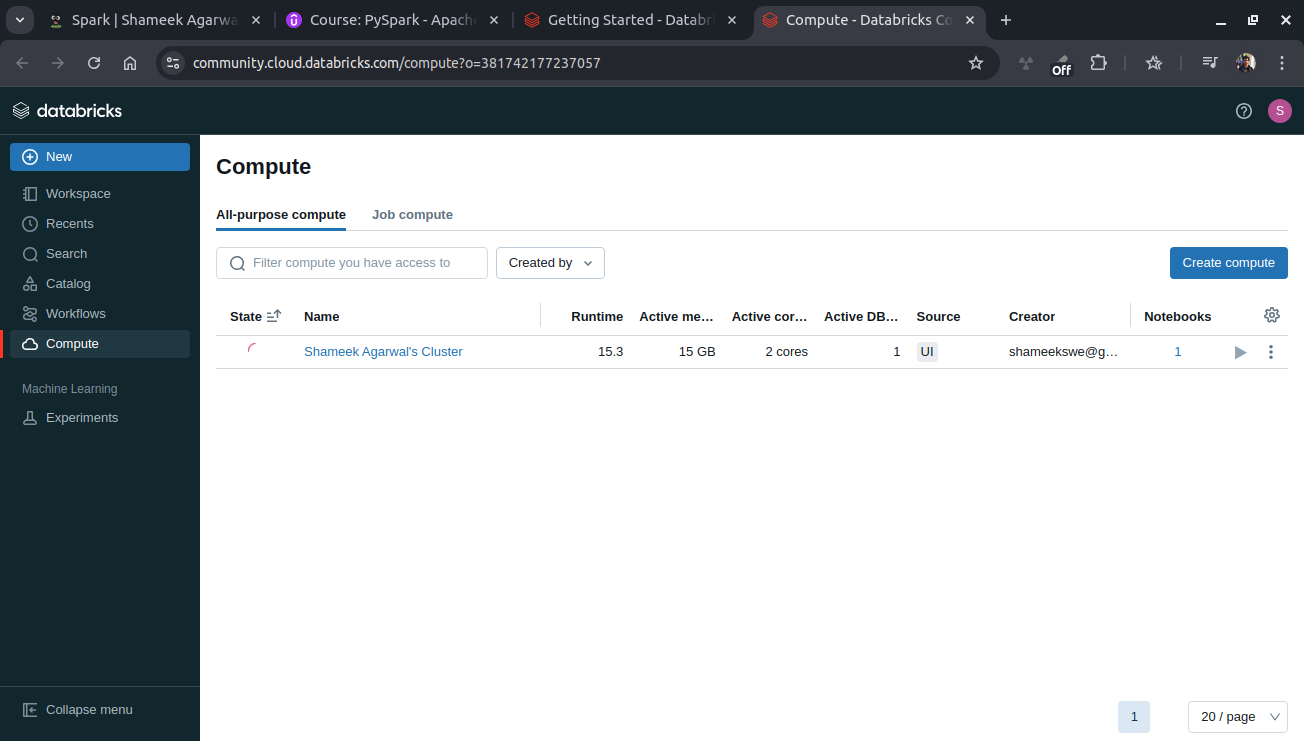 Spark | Shameek Agarwa
Course: PySpark - Apache
Getting Started - Databri
Compute - Databricks Co
community.cloud.databricks.com/compute?o=381742177237057
Off
databricks
S
New
Workspace
Recents
Search
Catalog
Workflows
Compute
Machine Learning
Experiments
Collapse menu
Compute
All-purpose compute Job compute
Filter compute you have access to Created by Create compute
State Name Runtime Active me... Active cor... Active DB... Source Creator Notebooks
Shameek Agarwal's Cluster 15.3 15 GB 2 cores 1 UI shameekswe@g... 1
1 20 / page